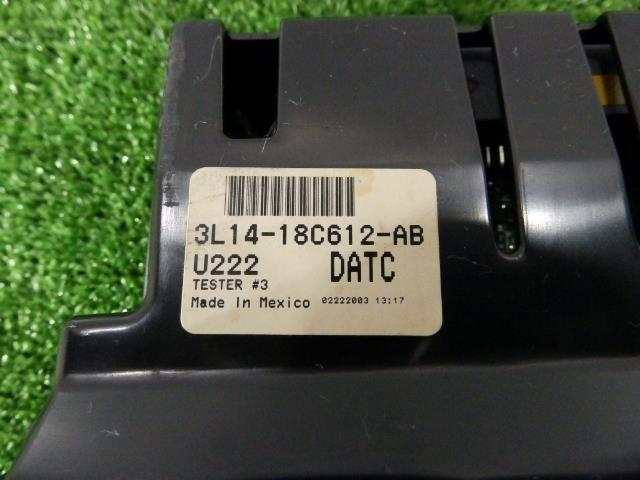 3L14-18C612-AB
U222 DATC
TESTER #3
Made In Mexico 02222003 13:17